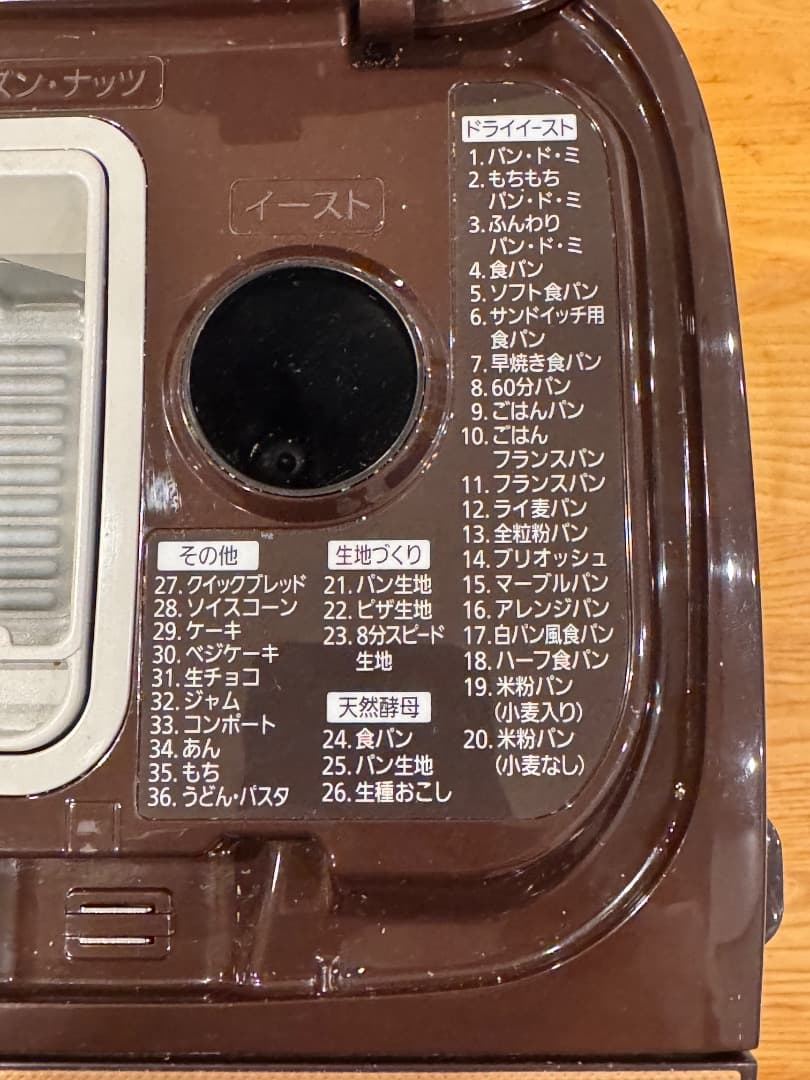 ズン・ナッツ
イースト
ドライイースト
1. パン・ド・ミ
2. もちもち
パン・ド・ミ
3. ふんわり
パン・ド・ミ
4. 食パン
5. ソフト食パン
6. サンドイッチ用
食パン
7. 早焼き食パン
8. 60分パン
9. ごはんパン
10. ごはん
フランスパン
11. フランスパン
12. ライ麦パン
13. 全粒粉パン
14. ブリオッシュ
15. マーブルパン
16. アレンジパン
17. 白パン風食パン
18. ハーフ食パン
19. 米粉パン
(小麦入り)
20. 米粉パン
(小麦なし)
生地づくり
21. パン生地
22. ピザ生地
23. 8分スピード
生地
天然酵母
24. 食パン
25. パン生地
26. 生種おこし
その他
27. クイックブレッド
28. ソイスコーン
29. ケーキ
30. ベジケーキ
31. 生チョコ
32. ジャム
33. コンポート
34. あん
35. もち
36. うどん・パスタ